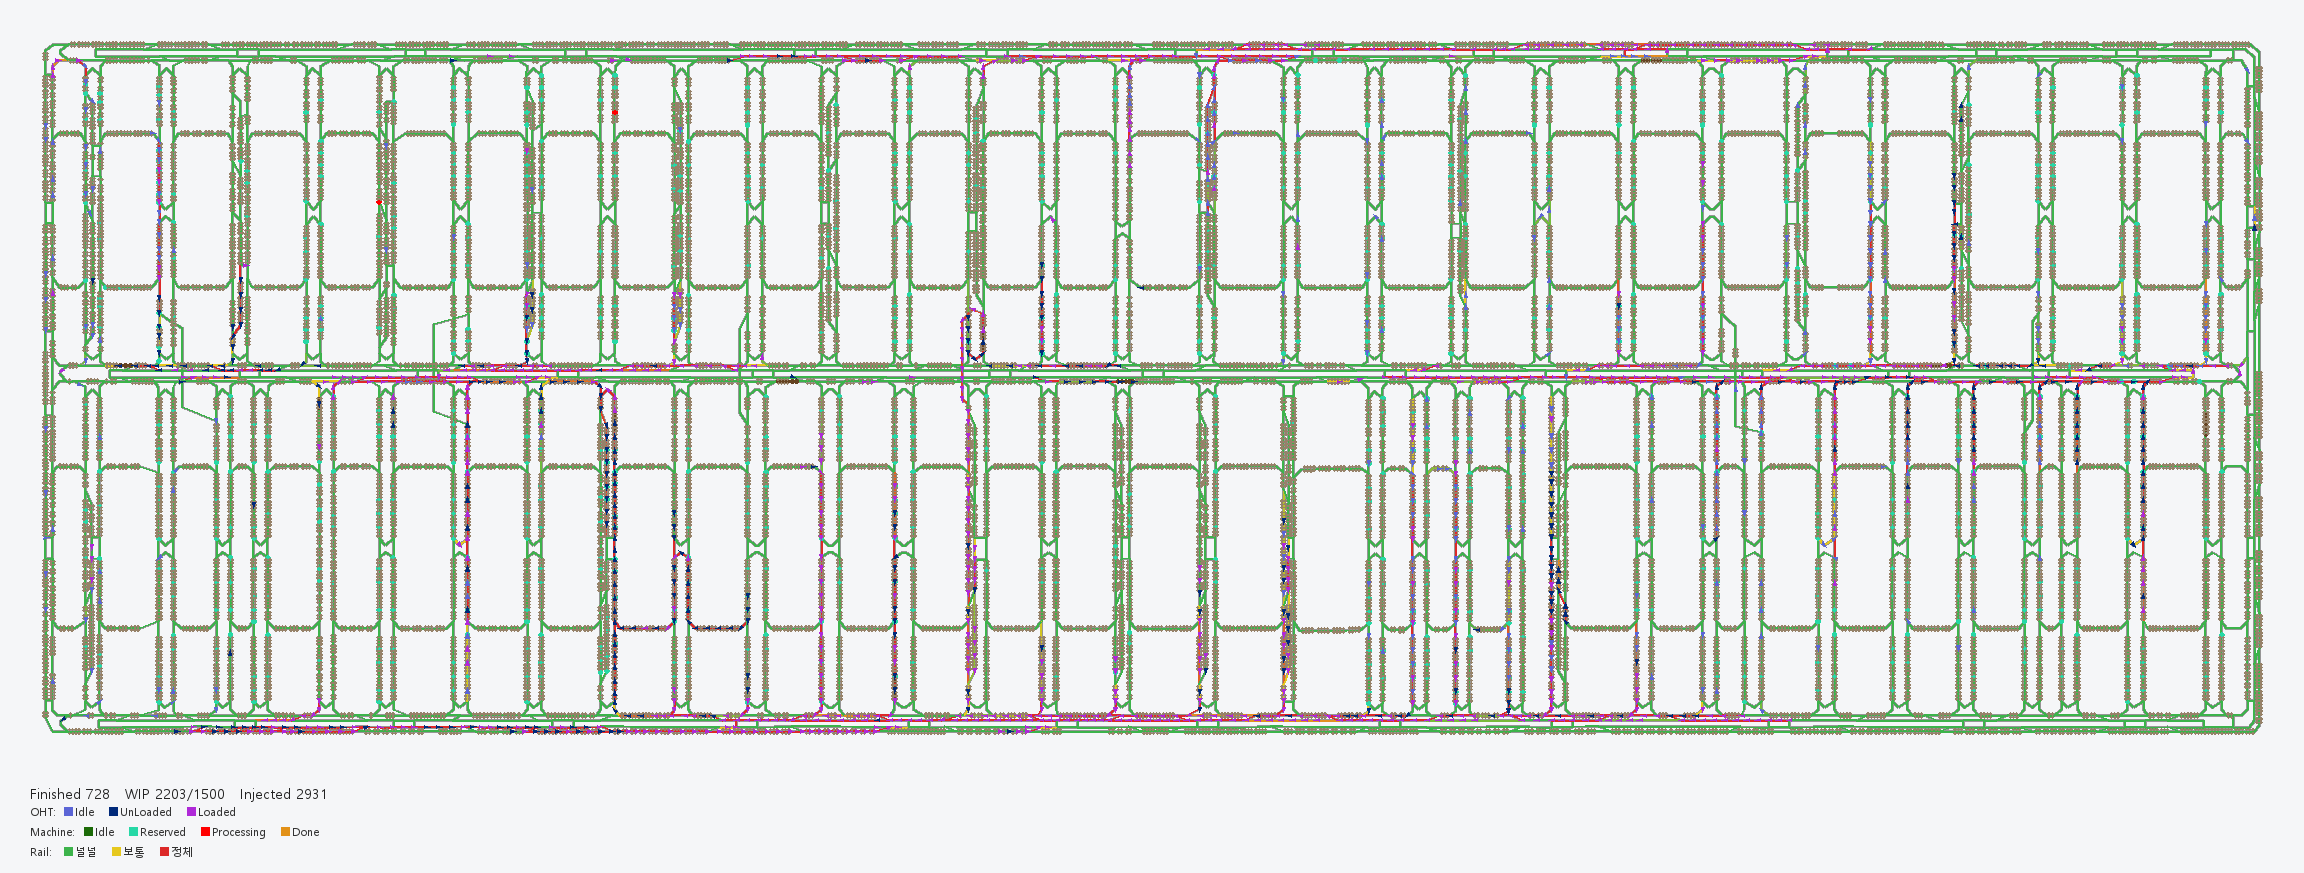 Finished 728 WIP 2203/1500 Injected 2931
OHT: Idle UnLoaded Loaded
Machine: Idle Reserved Processing Done
Rail: 널널 보통 정체